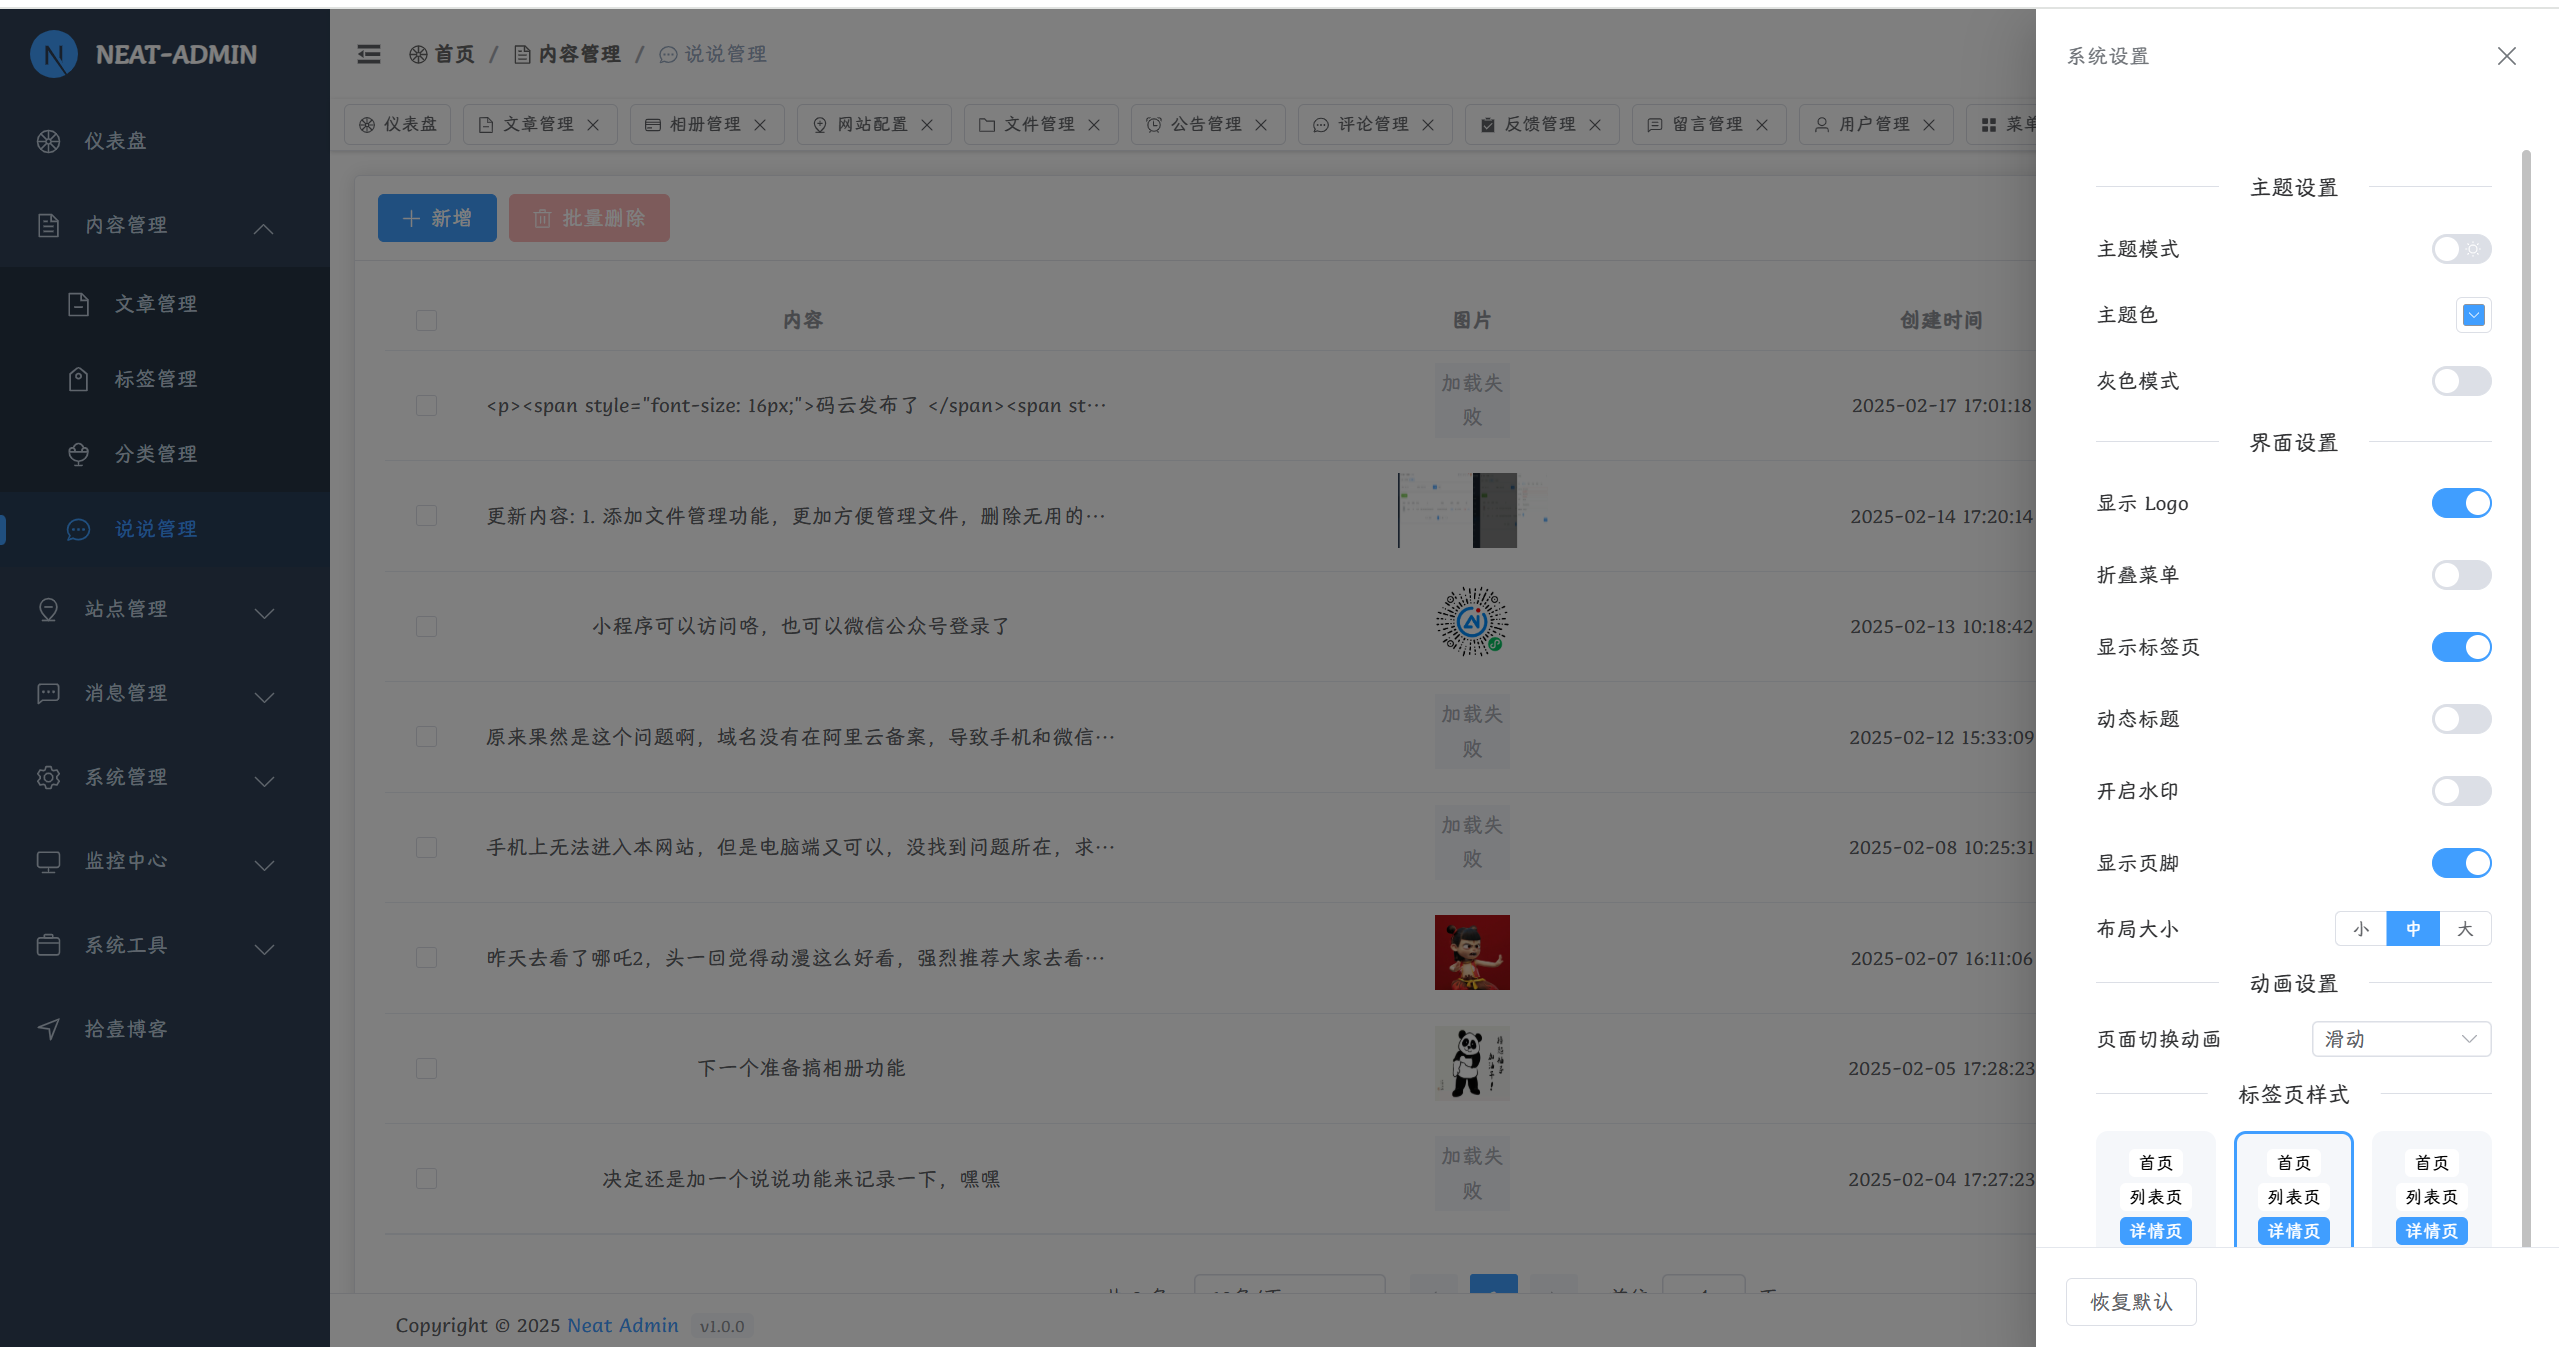 NEAT-ADMIN
仪表盘
内容管理
文章管理
标签管理
分类管理
说说管理
站点管理
消息管理
系统管理
监控中心
系统工具
拾壹博客
首页 / 内容管理 / 说说管理
仪表盘 文章管理 相册管理 网站配置 文件管理 公告管理 评论管理 反馈管理 留言管理 用户管理 菜单
新增 批量删除
内容 图片 创建时间
<p><span style="font-size: 16px;">码云发布了 </span><span st… 加载失败 2025-02-17 17:01:18
更新内容: 1. 添加文件管理功能，更加方便管理文件，删除无用的… 2025-02-14 17:20:14
小程序可以访问咯，也可以微信公众号登录了 2025-02-13 10:18:42
原来果然是这个问题啊，域名没有在阿里云备案，导致手机和微信… 加载失败 2025-02-12 15:33:09
手机上无法进入本网站，但是电脑端又可以，没找到问题所在，求… 加载失败 2025-02-08 10:25:31
昨天去看了哪吒2，头一回觉得动漫这么好看，强烈推荐大家去看… 2025-02-07 16:11:06
下一个准备搞相册功能 2025-02-05 17:28:23
决定还是加一个说说功能来记录一下，嘿嘿 加载失败 2025-02-04 17:27:23
Copyright © 2025 Neat Admin v1.0.0
系统设置
主题设置
主题模式
主题色
灰色模式
界面设置
显示 Logo
折叠菜单
显示标签页
动态标题
开启水印
显示页脚
布局大小 小 中 大
动画设置
页面切换动画 滑动
标签页样式
首页 首页 首页
列表页 列表页 列表页
详情页 详情页 详情页
恢复默认